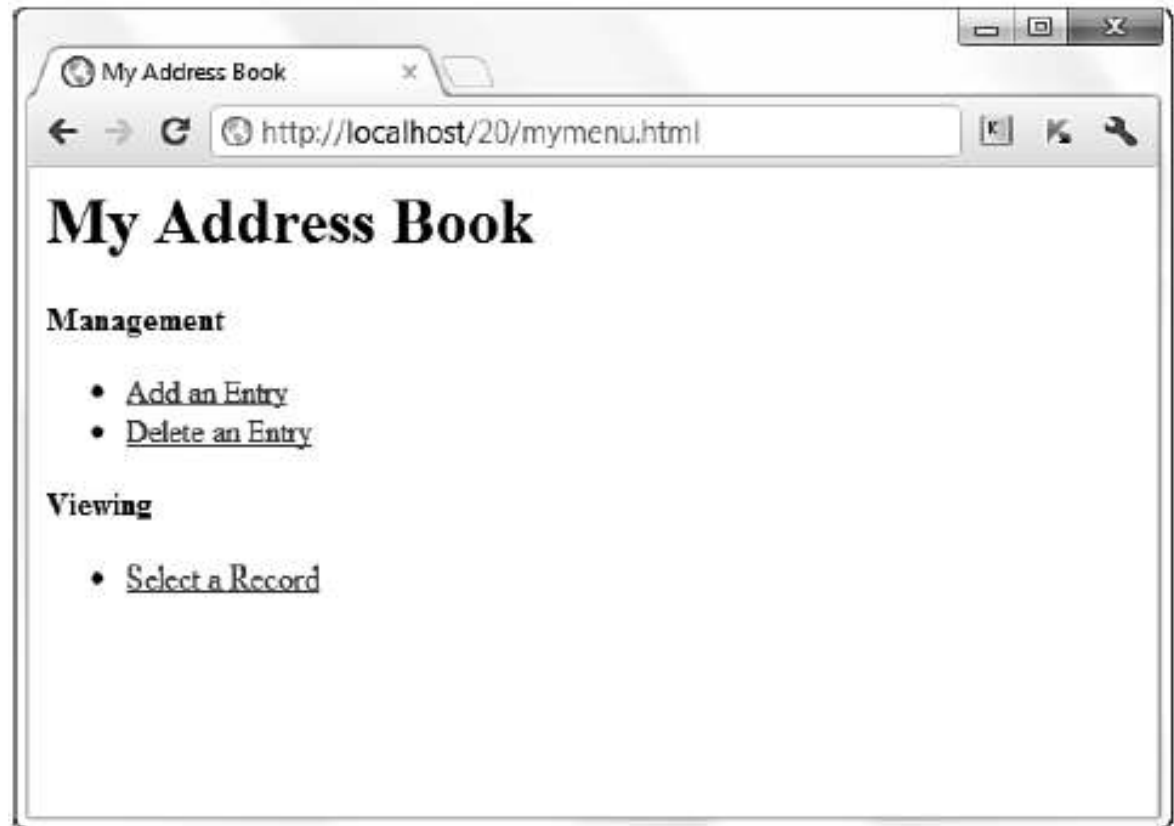 My Address Book
http://localhost/20/mymenu.html
My Address Book
Management
Add an Entry
Delete an Entry
Viewing
Select a Record